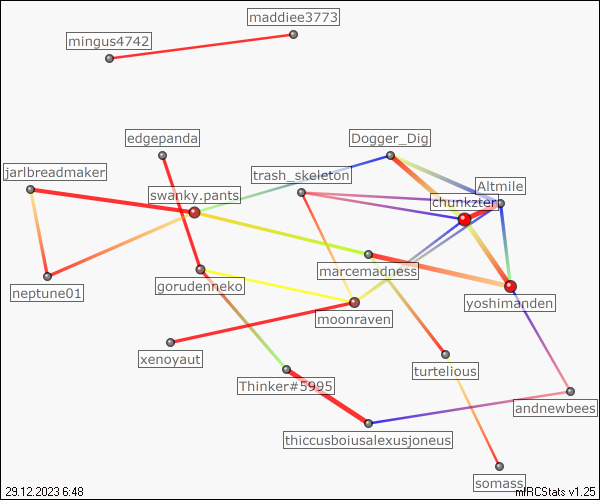 maddiee3773
mingus4742
edgepanda
Dogger_Dig
jarlbreadmaker
trash_skeleton
Altmile
swanky.pants
chunkzter
marcemadness
gorudenneko
neptune01
yoshimanden
moonraven
xenoyaut
turtelious
Thinker#5995
andnewbees
thiccusboiusalexusjoneus
somass
29.12.2023 6:48
mIRCStats v1.25